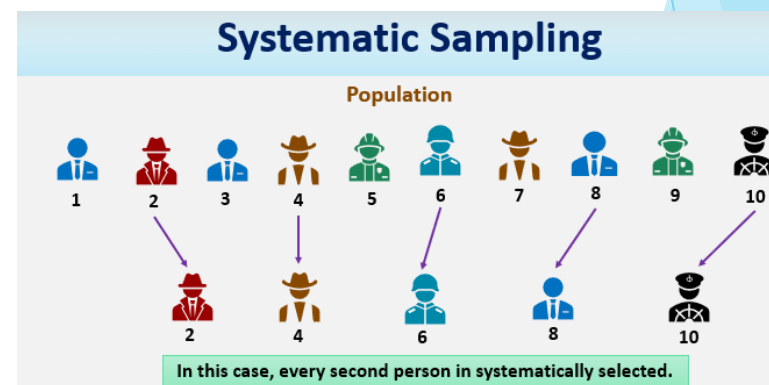 Systematic Sampling
Population
1 2 3 4 5 6 7 8 9 10
2 4 6 8 10
In this case, every second person in systematically selected.